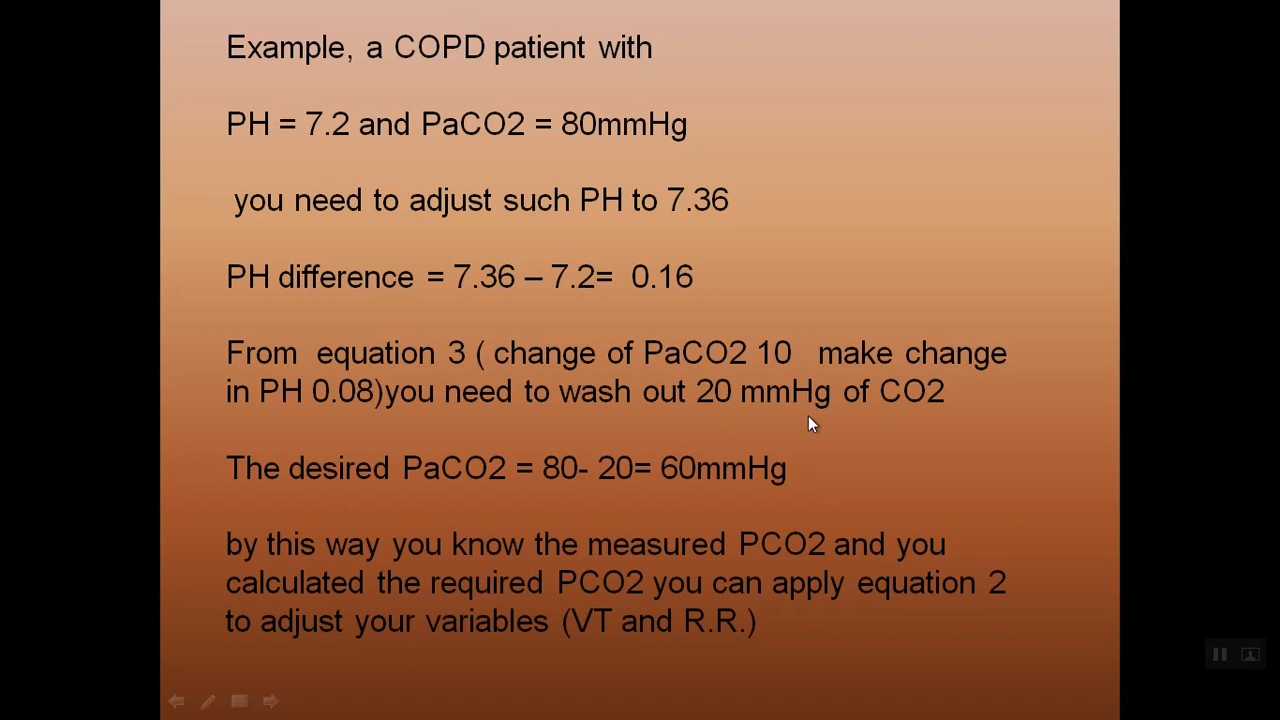 Example, a COPD patient with
PH = 7.2 and PaCO2 = 80mmHg
you need to adjust such PH to 7.36
PH difference = 7.36 – 7.2= 0.16
From equation 3 ( change of PaCO2 10 make change
in PH 0.08)you need to wash out 20 mmHg of CO2
The desired PaCO2 = 80- 20= 60mmHg
by this way you know the measured PCO2 and you
calculated the required PCO2 you can apply equation 2
to adjust your variables (VT and R.R.)